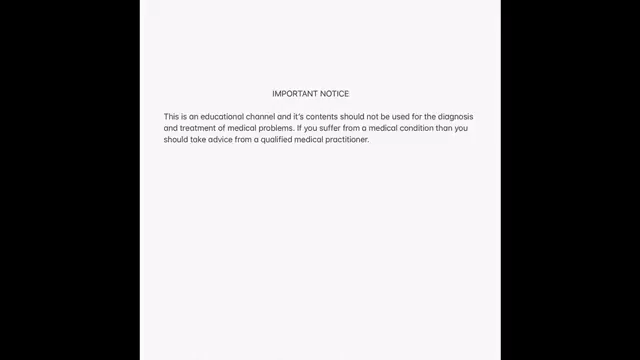 IMPORTANT NOTICE
This is an educational channel and it's contents should not be used for the diagnosis
and treatment of medical problems. If you suffer from a medical condition than you
should take advice from a qualified medical practitioner.